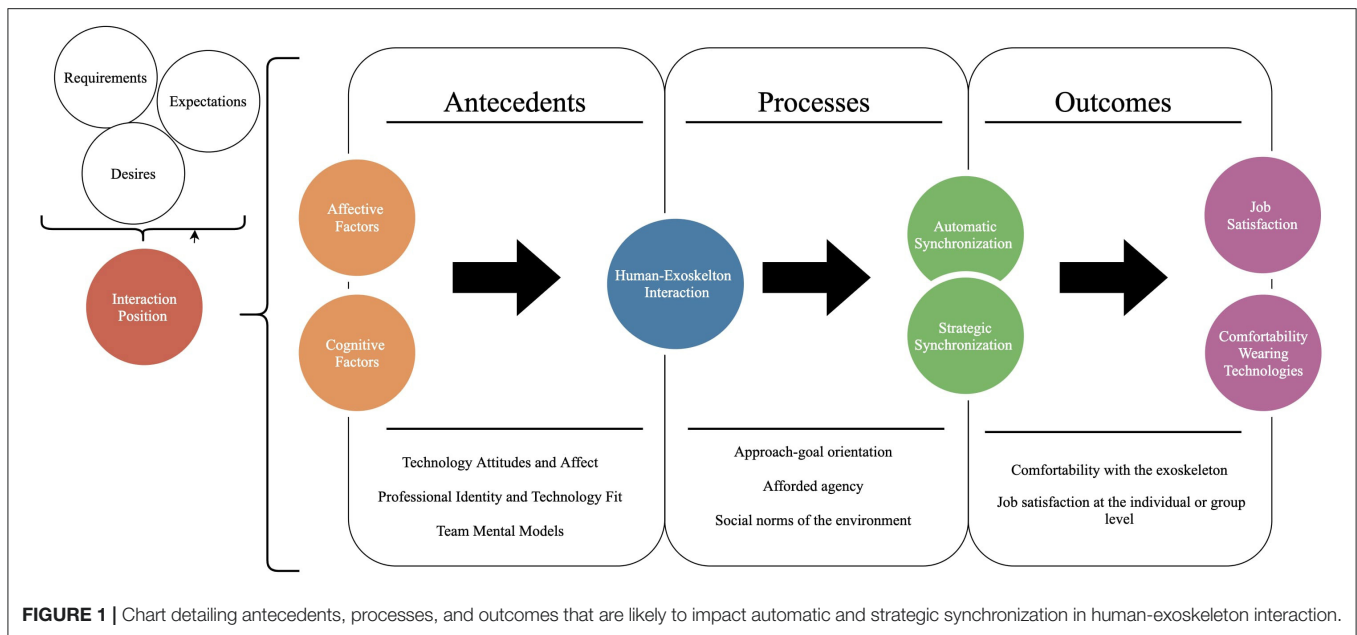 Requirements
Expectations
Desires
Interaction
Position
Antecedents
Processes
Outcomes
Affective
Factors
Cognitive
Factors
Human-Exoskelton
Interaction
Automatic
Synchronization
Strategic
Synchronization
Job
Satisfaction
Comfortability
Wearing
Technologies
Technology Attitudes and Affect
Professional Identity and Technology Fit
Team Mental Models
Approach-goal orientation
Afforded agency
Social norms of the environment
Comfortability with the exoskeleton
Job satisfaction at the individual or group
level
FIGURE 1 | Chart detailing antecedents, processes, and outcomes that are likely to impact automatic and strategic synchronization in human-exoskeleton interaction.